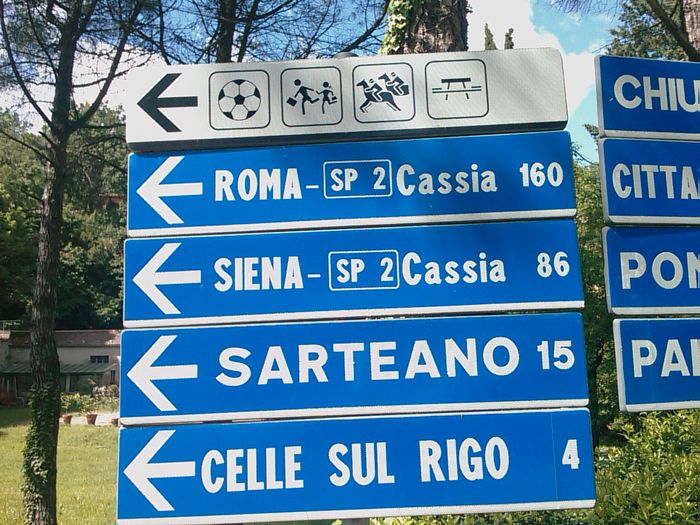 ROMA - SP 2 Cassia 160
SIENA - SP 2 Cassia 86
SARTEANO 15
CELLE SUL RIGO 4
CHIU
CITTA
PON
PAI